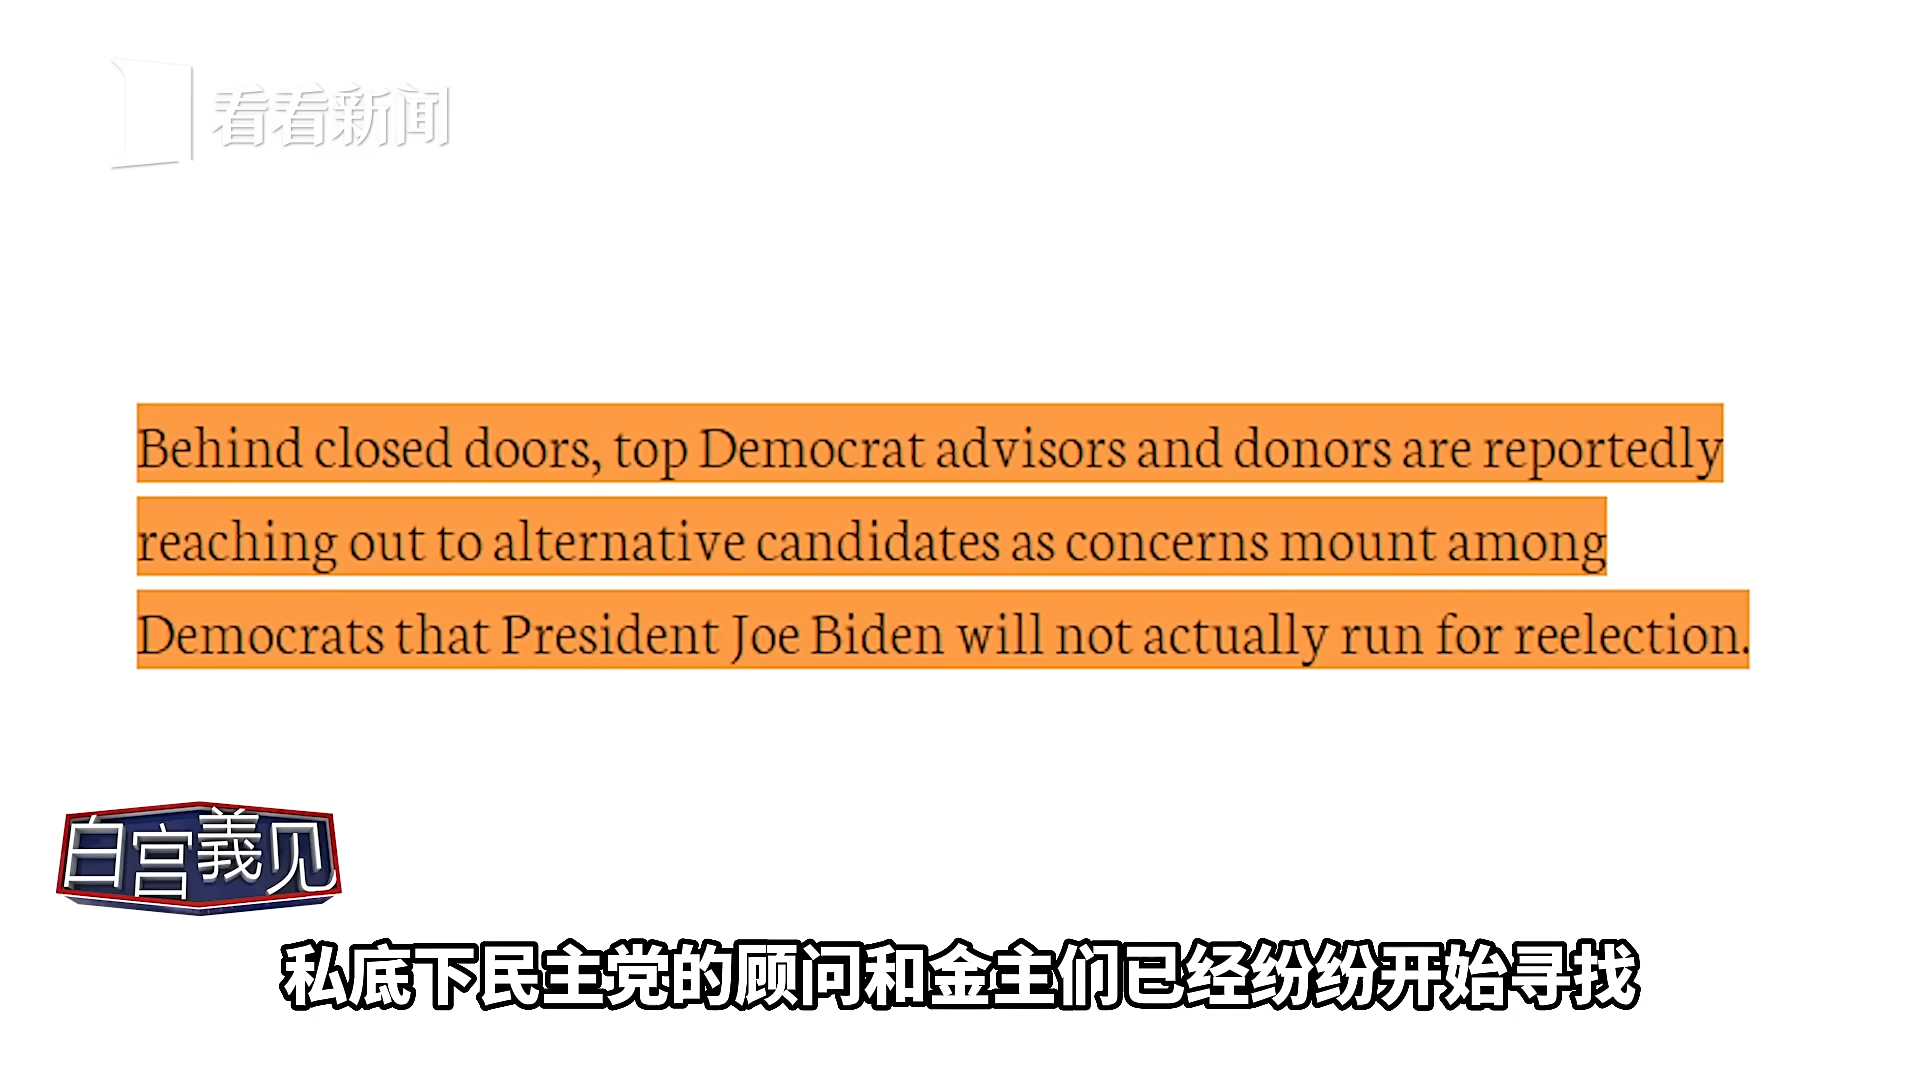 看看新闻
Behind closed doors, top Democrat advisors and donors are reportedly
reaching out to alternative candidates as concerns mount among
Democrats that President Joe Biden will not actually run for reelection.
白宫義见
私底下民主党的顾问和金主们已经纷纷开始寻找